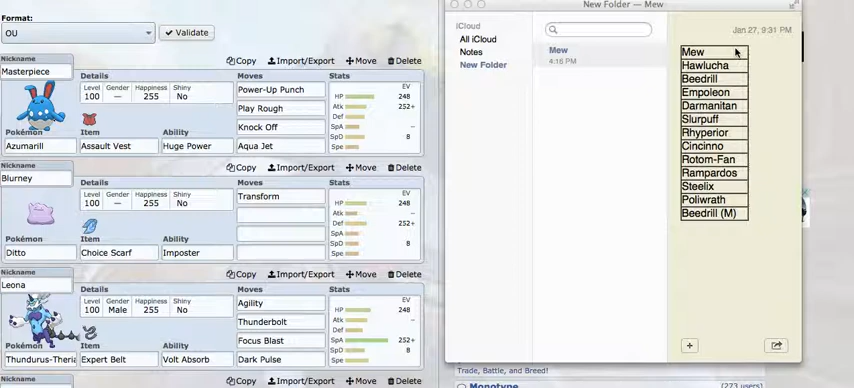 Format:
OU
Validate
Nickname
Masterpiece
Copy Import/Export Move Delete
Details Moves Stats
Level Gender Happiness Shiny
100 — 255 No
Power-Up Punch
Play Rough
Knock Off
Aqua Jet
EV
HP 248
Atk 252+
Def
SpA --
SpD 8
Spe
Pokémon Item Ability
Azumarill Assault Vest Huge Power
Nickname
Blurney
Copy Import/Export Move Delete
Details Moves Stats
Level Gender Happiness Shiny
100 — 255 No
Transform
EV
HP 248
Atk --
Def 252+
SpA
SpD 8
Spe
Pokémon Item Ability
Ditto Choice Scarf Imposter
Nickname
Leona
Copy Import/Export Move Delete
Details Moves Stats
Level Gender Happiness Shiny
100 Male 255 No
Agility
Thunderbolt
Focus Blast
Dark Pulse
EV
HP 248
Atk --
Def
SpA 252+
SpD 8
Spe
Pokémon Item Ability
Thundurus-Theria Expert Belt Volt Absorb
Nickname
Copy Import/Export Move Delete
New Folder — Mew
iCloud
All iCloud
Notes
New Folder
Mew
4:16 PM
Jan 27, 9:31 PM
Mew
Hawlucha
Beedrill
Empoleon
Darmanitan
Slurpuff
Rhyperior
Cincinno
Rotom-Fan
Rampardos
Steelix
Poliwrath
Beedrill (M)
Trade, Battle, and Breed!
Monotype (273 users)